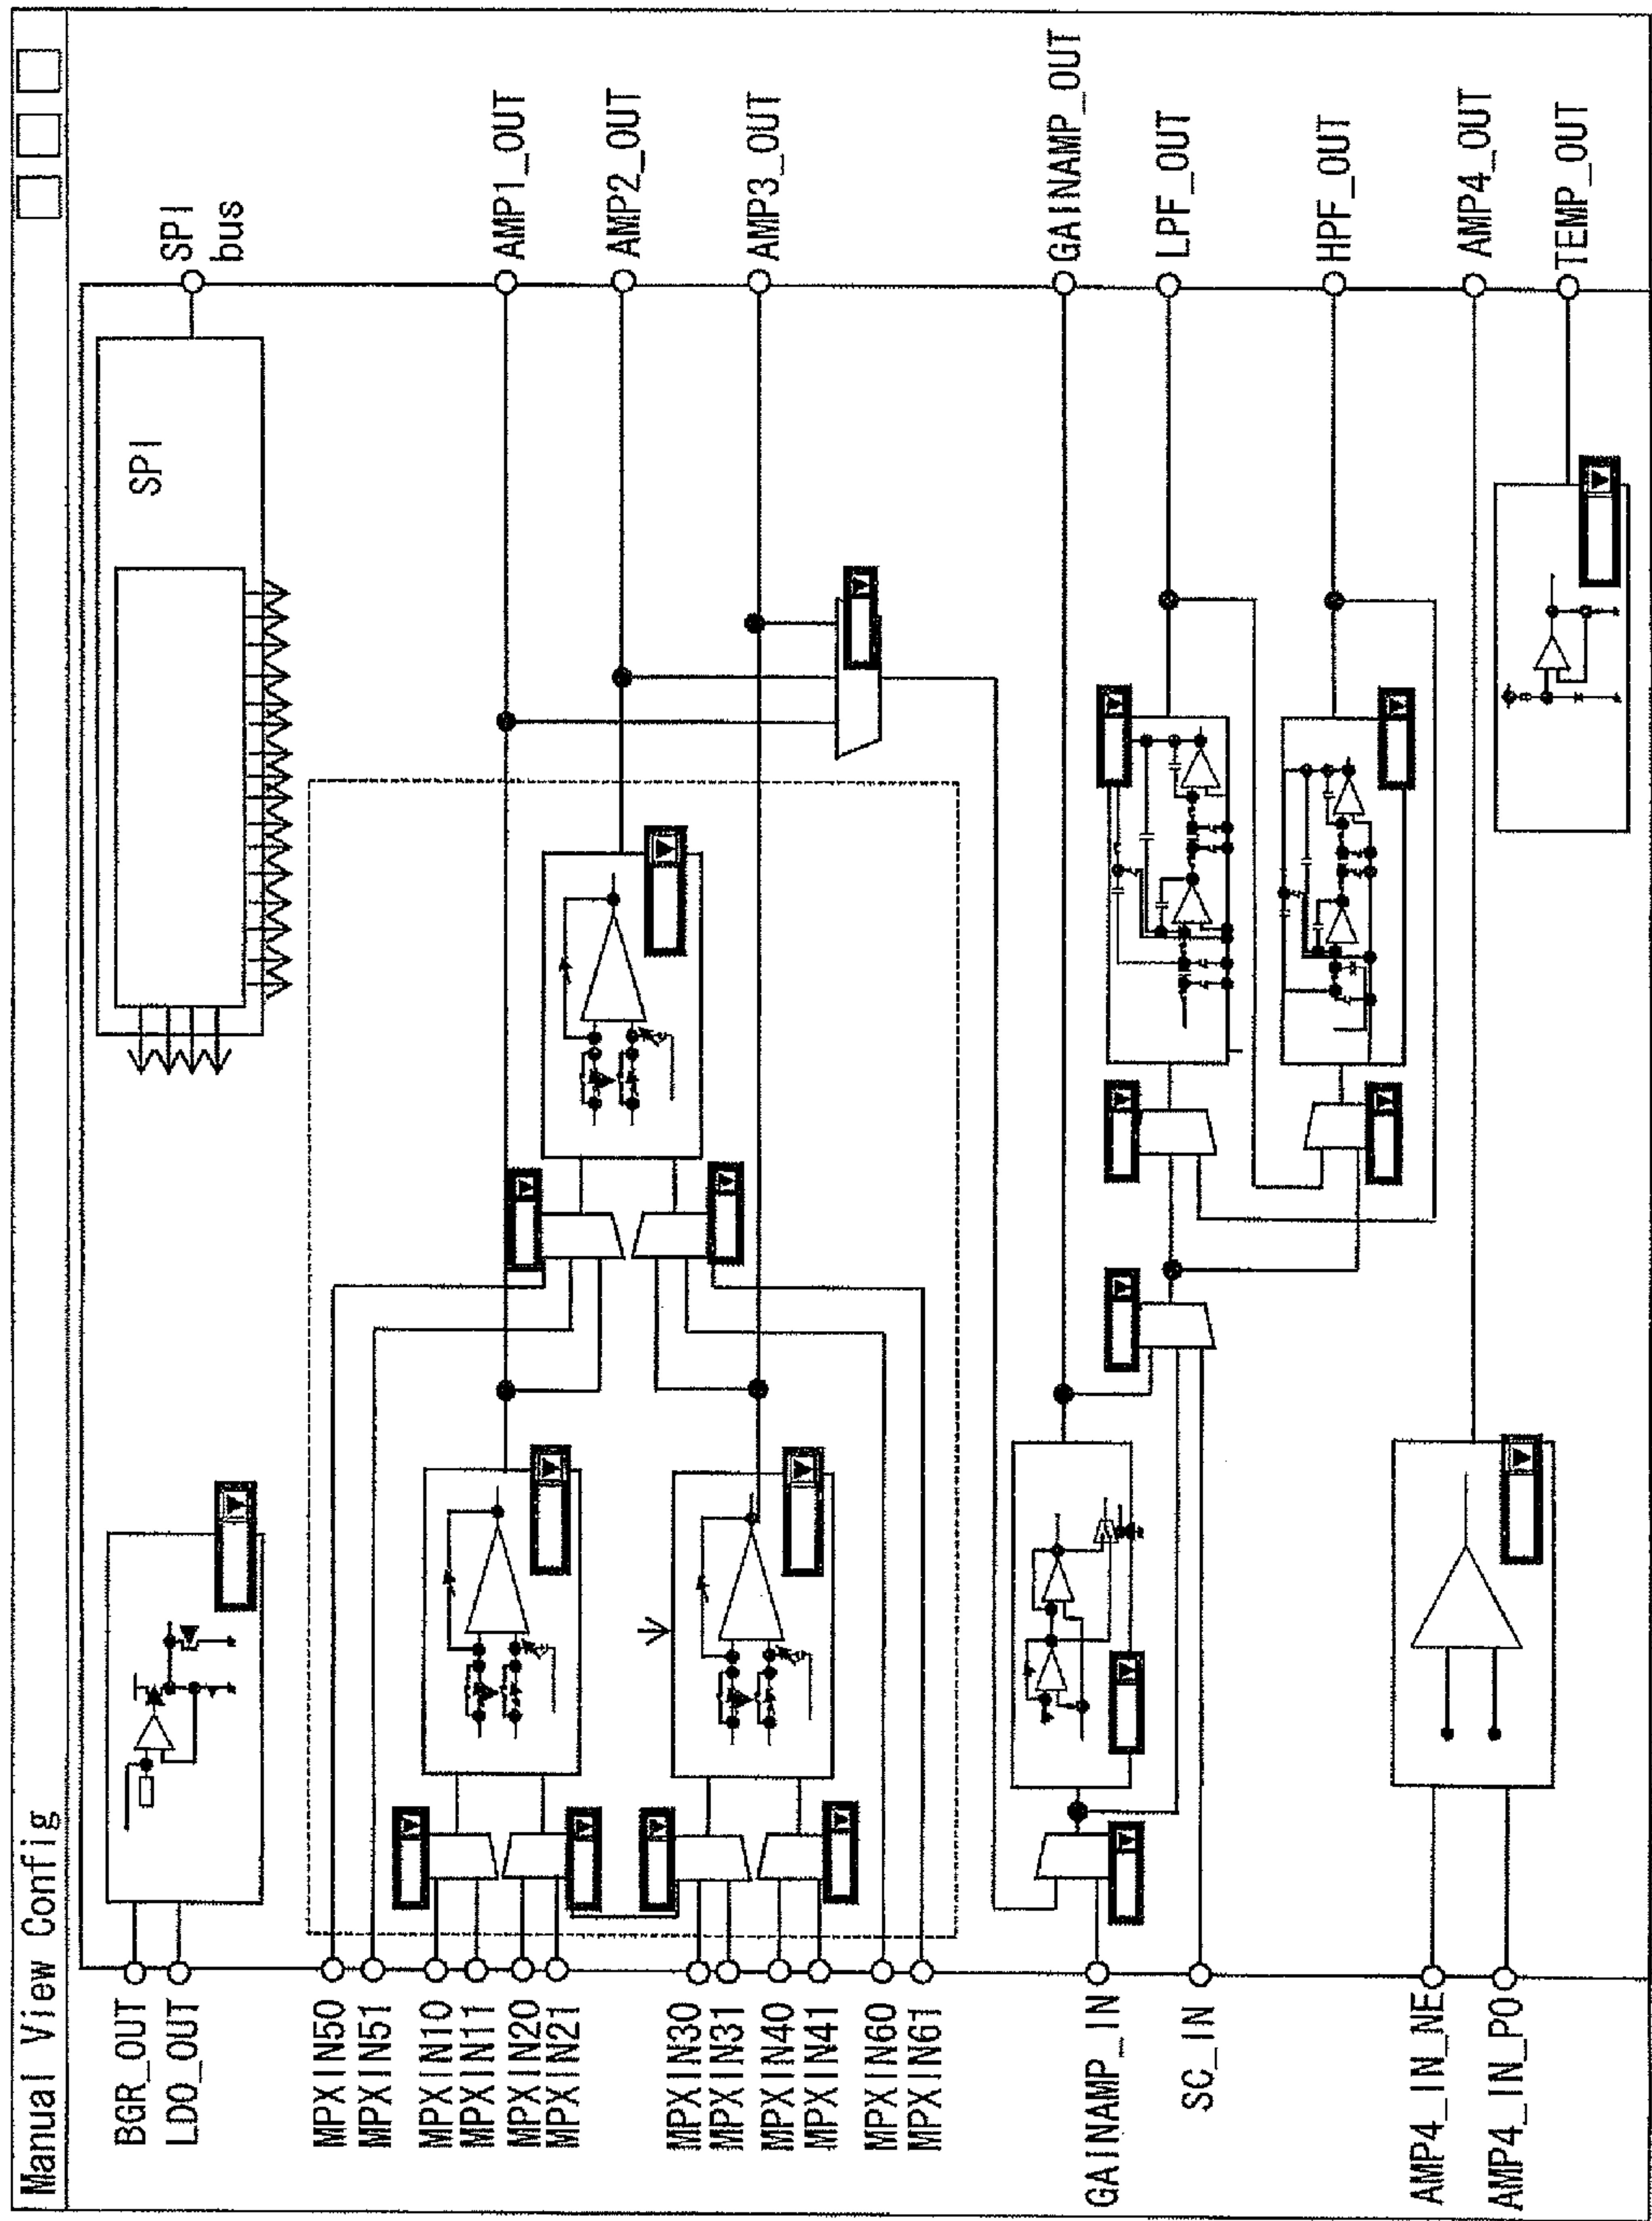 Manual View Config
BGR_OUT
LDO_OUT
MPXIN50
MPXIN51
MPXIN10
MPXIN11
MPXIN20
MPXIN21
MPXIN30
MPXIN31
MPXIN40
MPXIN41
MPXIN60
MPXIN61
GAINAMP_IN
SC_IN
AMP4_IN_NE
AMP4_IN_PO
SPI
SPI
bus
AMP1_OUT
AMP2_OUT
AMP3_OUT
GAINAMP_OUT
LPF_OUT
HPF_OUT
AMP4_OUT
TEMP_OUT